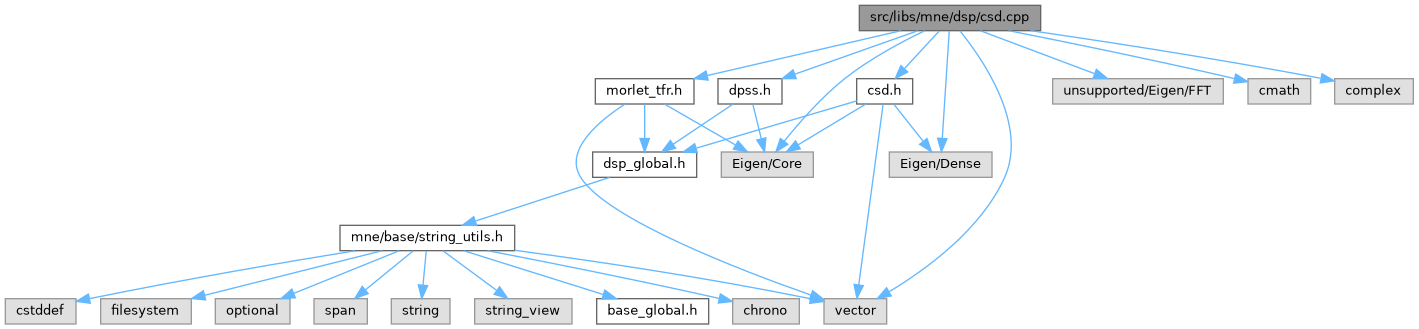 src/libs/mne/dsp/csd.cpp
morlet_tfr.h
dpss.h
csd.h
unsupported/Eigen/FFT
cmath
complex
dsp_global.h
Eigen/Core
Eigen/Dense
mne/base/string_utils.h
cstddef
filesystem
optional
span
string
string_view
base_global.h
chrono
vector